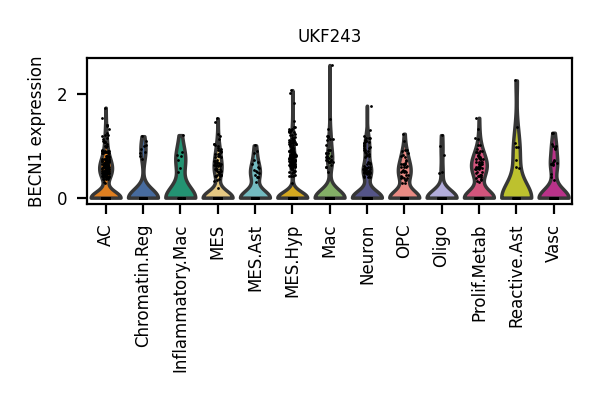 UKF243
BECN1 expression
2
0
AC
Chromatin.Reg
Inflammatory.Mac
MES
MES.Ast
MES.Hyp
Mac
Neuron
OPC
Oligo
Prolif.Metab
Reactive.Ast
Vasc